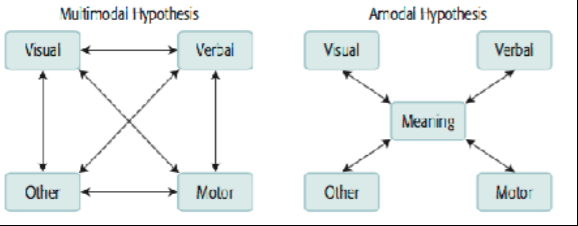 Multimodal Hypothesis
Amodal Hypothesis
Visual
Verbal
Visual
Verbal
Meaning
Other
Motor
Other
Motor